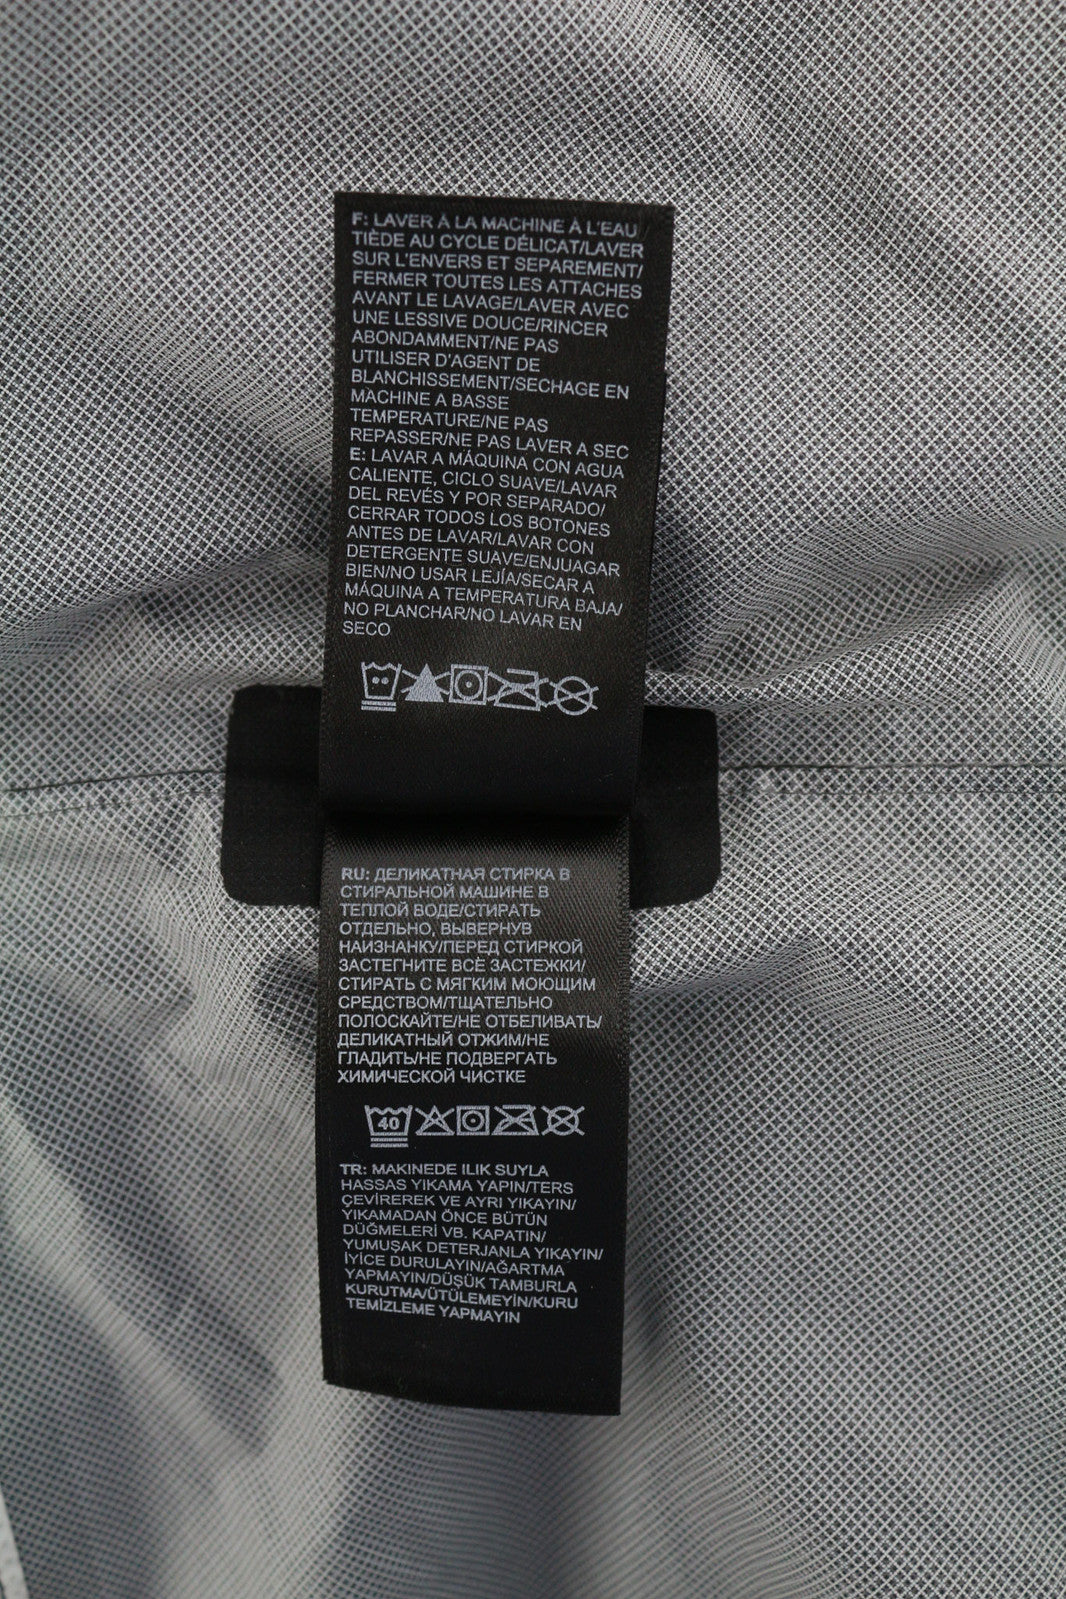 F: LAVER À LA MACHINE À L'EAU
TIÈDE AU CYCLE DÉLICAT/LAVER
SUR L'ENVERS ET SEPAREMENT/
FERMER TOUTES LES ATTACHES
AVANT LE LAVAGE/LAVER AVEC
UNE LESSIVE DOUCE/RINCER
ABONDAMMENT/NE PAS
UTILISER D'AGENT DE
BLANCHISSEMENT/SECHAGE EN
MACHINE A BASSE
TEMPERATURE/NE PAS
REPASSER/NE PAS LAVER A SEC
E: LAVAR A MÁQUINA CON AGUA
CALIENTE, CICLO SUAVE/LAVAR
DEL REVÉS Y POR SEPARADO/
CERRAR TODOS LOS BOTONES
ANTES DE LAVAR/LAVAR CON
DETERGENTE SUAVE/ENJUAGAR
BIEN/NO USAR LEJÍA/SECAR A
MÁQUINA A TEMPERATURA BAJA/
NO PLANCHAR/NO LAVAR EN
SECO
RU: ДЕЛИКАТНАЯ СТИРКА В
СТИРАЛЬНОЙ МАШИНЕ В
ТЕПЛОЙ ВОДЕ/СТИРАТЬ
ОТДЕЛЬНО, ВЫВЕРНУВ
НАИЗНАНКУ/ПЕРЕД СТИРКОЙ
ЗАСТЕГНИТЕ ВСЕ ЗАСТЕЖКИ/
СТИРАТЬ С МЯГКИМ МОЮЩИМ
СРЕДСТВОМ/ТЩАТЕЛЬНО
ПОЛОСКАЙТЕ/НЕ ОТБЕЛИВАТЬ/
ДЕЛИКАТНЫЙ ОТЖИМ/НЕ
ГЛАДИТЬ/НЕ ПОДВЕРГАТЬ
ХИМИЧЕСКОЙ ЧИСТКЕ
40
TR: MAKINEDE ILIK SUYLA
HASSAS YIKAMA YAPIN/TERS
ÇEVİREREK VE AYRI YIKAYIN/
YIKAMADAN ÖNCE BÜTÜN
DÜĞMELERİ VB. KAPATIN/
YUMUŞAK DETERJANLA YIKAYIN/
İYİCE DURULAYIN/AĞARTMA
YAPMAYIN/DÜŞÜK TAMBURLA
KURUTMA/ÜTÜLEMEYİN/KURU
TEMİZLEME YAPMAYIN